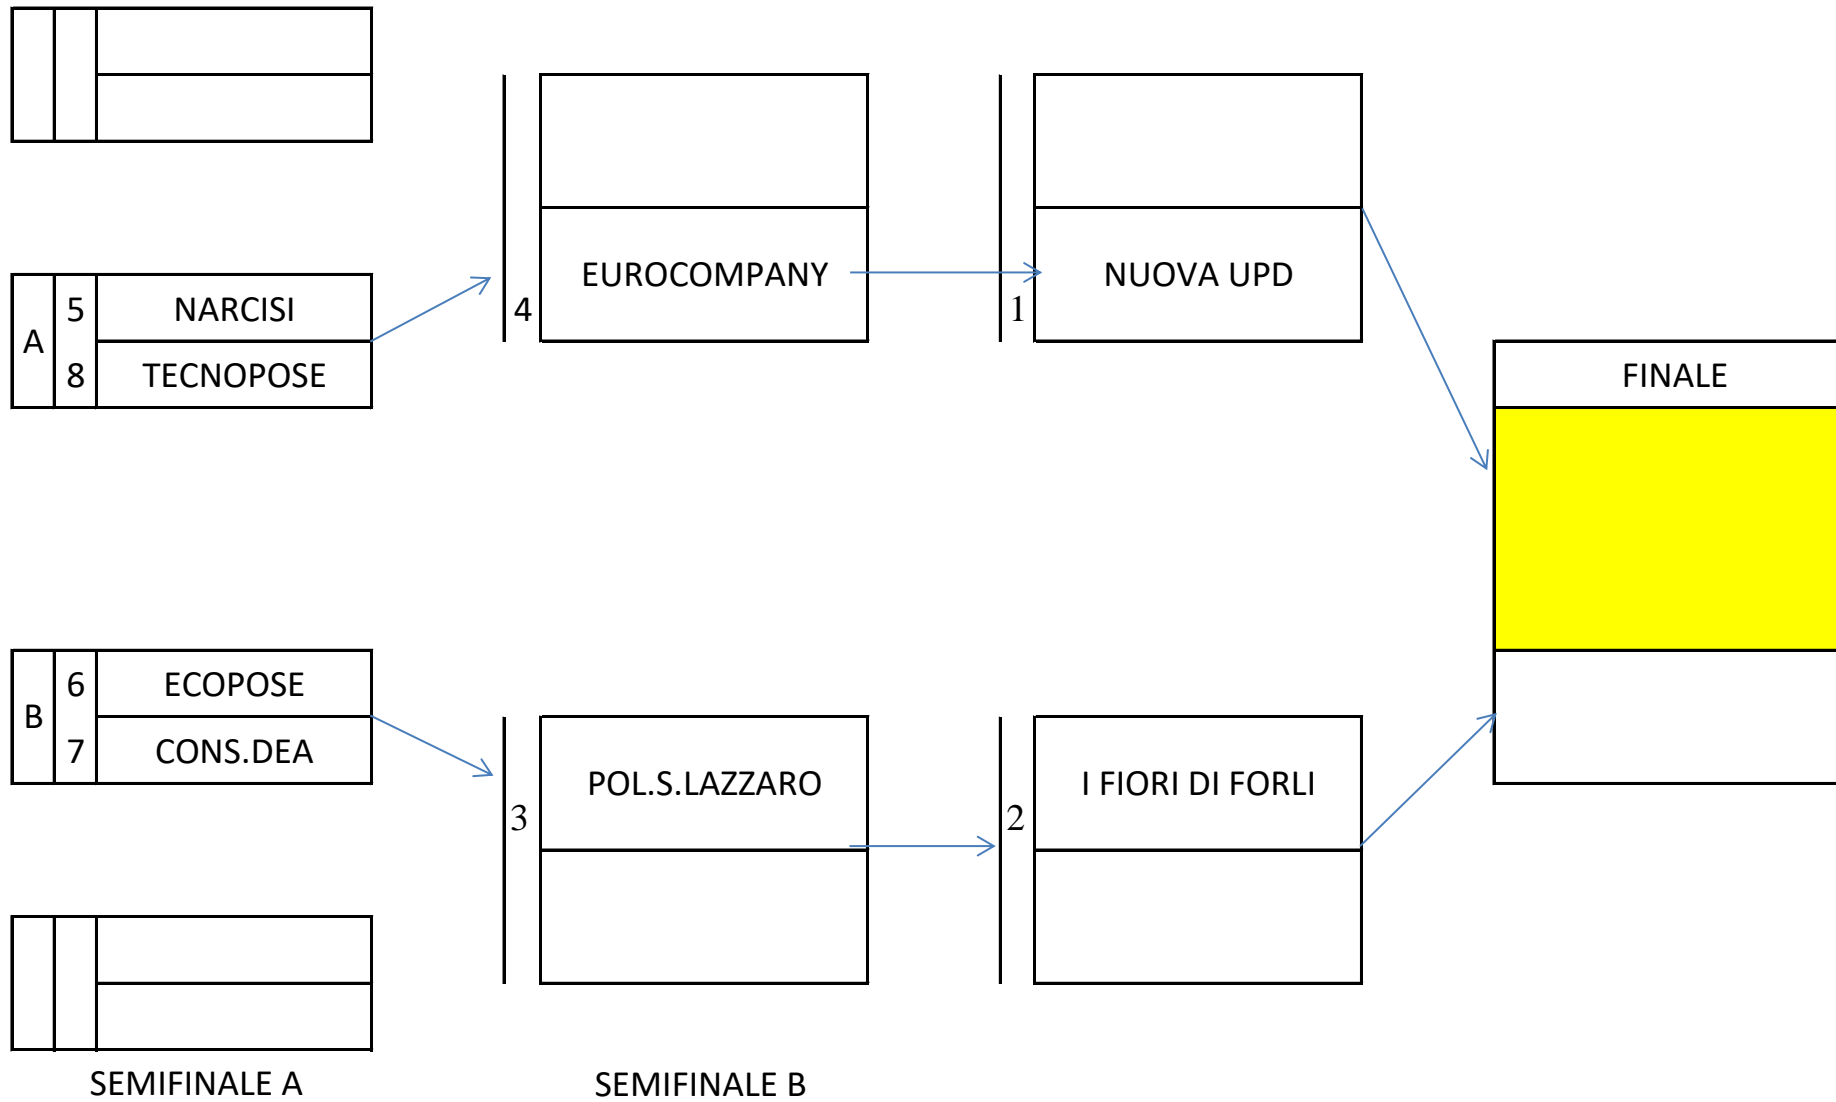 EUROCOMPANY
NUOVA UPD
4
1
A
5
NARCISI
8
TECNOPOSE
FINALE
B
6
ECOPOSE
7
CONS.DEA
POL.S.LAZZARO
I FIORI DI FORLI
3
2
SEMIFINALE A
SEMIFINALE B